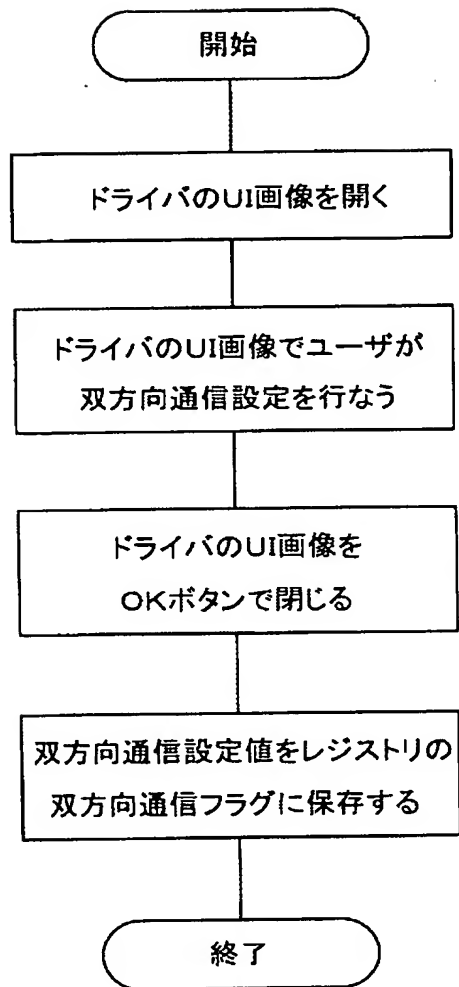 開始
ドライバのUI画像を開く
ドライバのUI画像でユーザが
双方向通信設定を行なう
ドライバのUI画像を
OKボタンで閉じる
双方向通信設定値をレジストリの
双方向通信フラグに保存する
終了